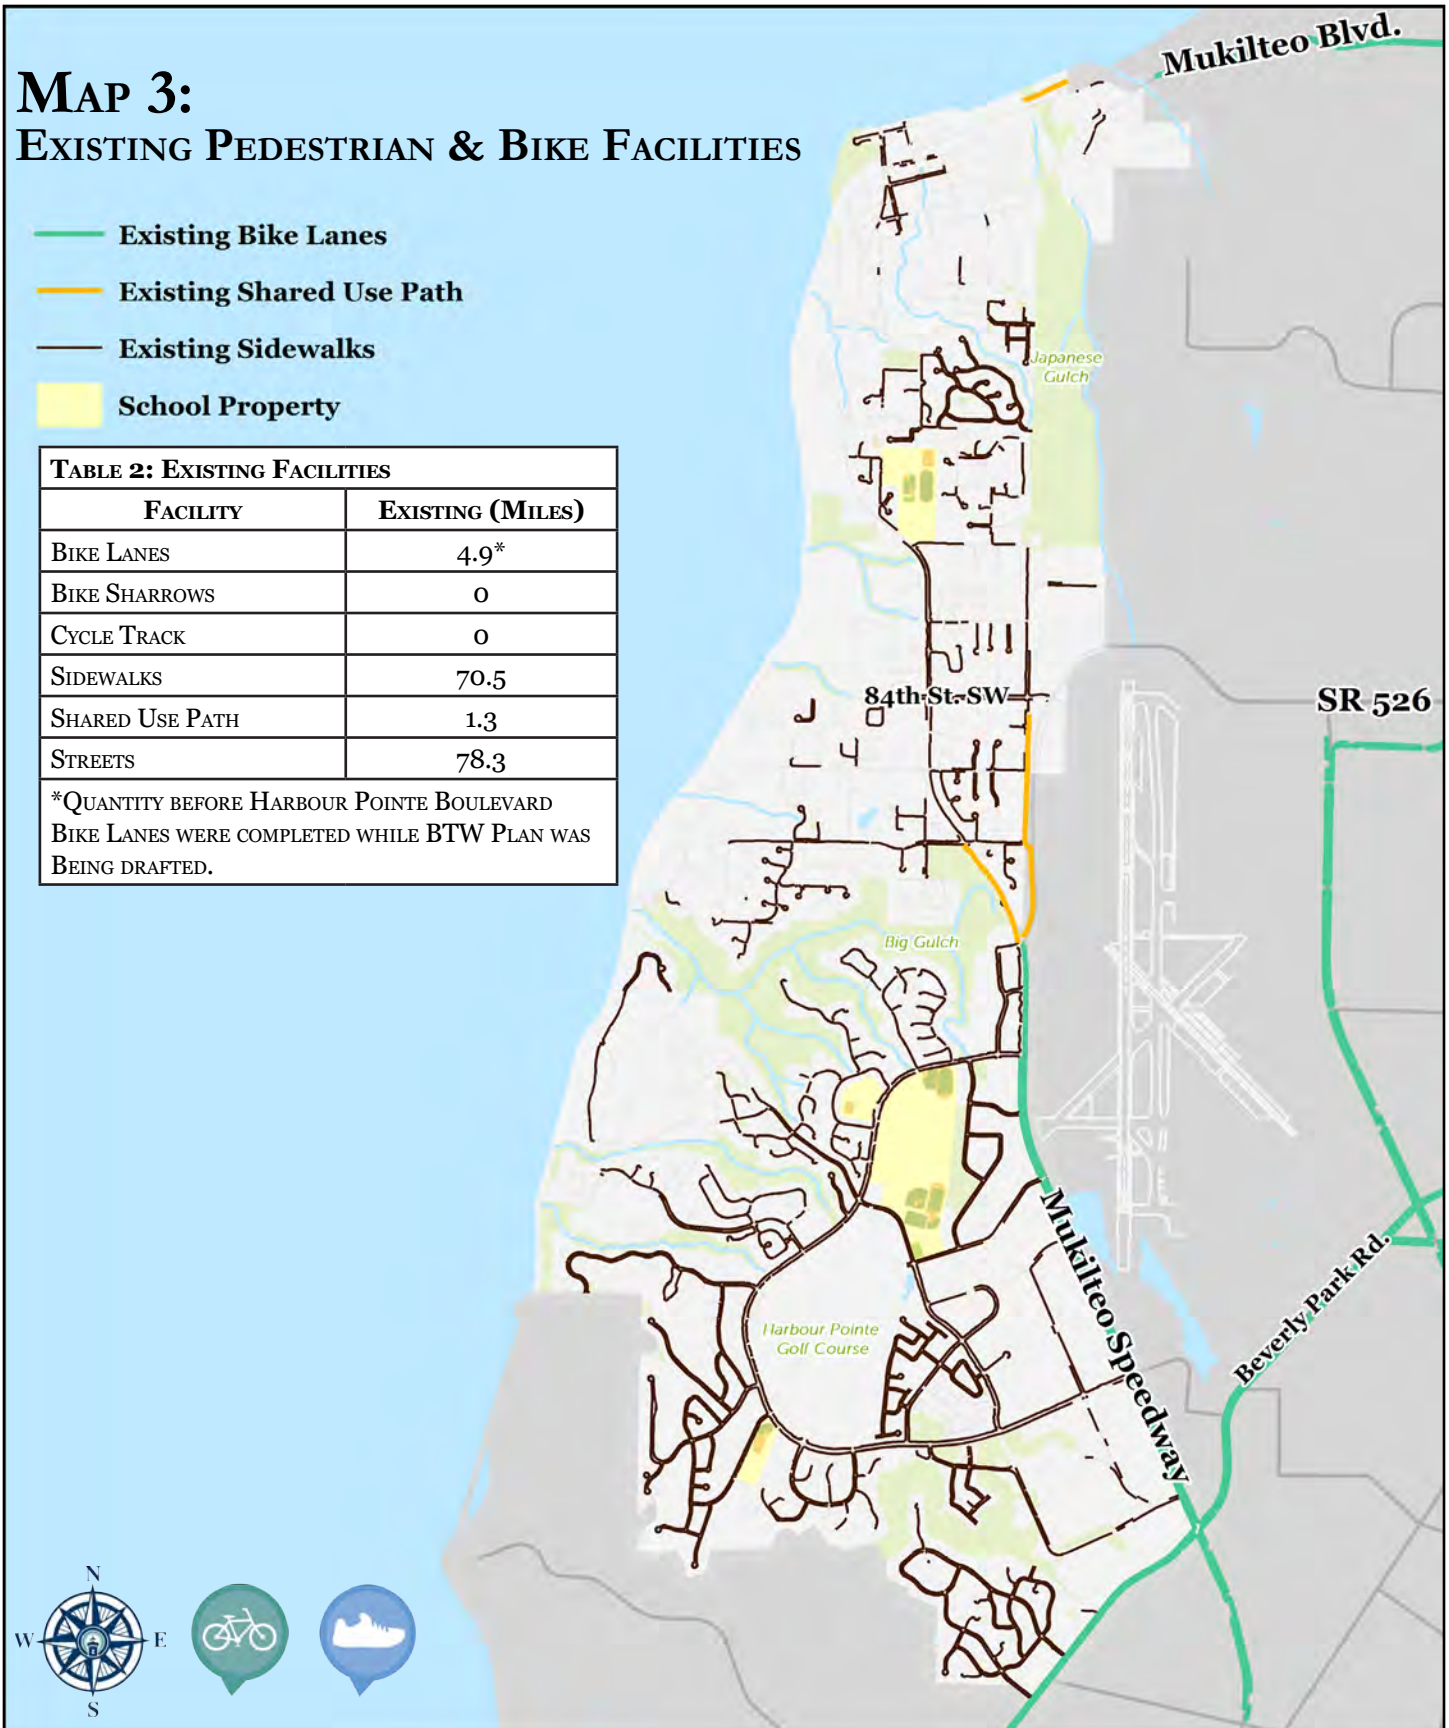 Map 3:
Existing Pedestrian & Bike Facilities
Existing Bike Lanes
Existing Shared Use Path
Existing Sidewalks
School Property
Table 2: Existing Facilities
Facility Existing (Miles)
Bike Lanes 4.9*
Bike Sharrows 0
Cycle Track 0
Sidewalks 70.5
Shared Use Path 1.3
Streets 78.3
*Quantity before Harbour Pointe Boulevard
Bike Lanes were completed while BTW Plan was
Being drafted.
Mukilteo Blvd.
Japanese
Gulch
84th St. SW
SR 526
Big Gulch
Mukilteo Speedway
Beverly Park Rd.
Harbour Pointe
Golf Course
N
W E
S